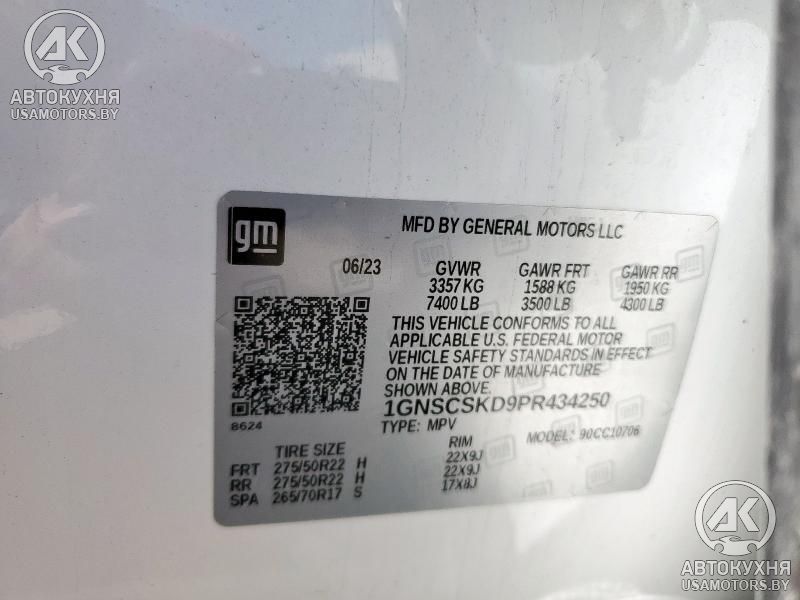 AK
АВТОКУХНЯ
USAMOTORS.BY
gm
MFD BY GENERAL MOTORS LLC
06/23 GVWR GAWR FRT GAWR RR
3357 KG 1588 KG 1950 KG
7400 LB 3500 LB 4300 LB
THIS VEHICLE CONFORMS TO ALL
APPLICABLE U.S. FEDERAL MOTOR
VEHICLE SAFETY STANDARDS IN EFFECT
ON THE DATE OF MANUFACTURE
SHOWN ABOVE.
1GNSCSKD9PR434250
8624
TYPE: MPV MODEL: 90CC10706
TIRE SIZE RIM
FRT 275/50R22 H 22X9J
RR 275/50R22 H 22X9J
SPA 265/70R17 S 17X8J
AK
АВТОКУХНЯ
USAMOTORS.BY